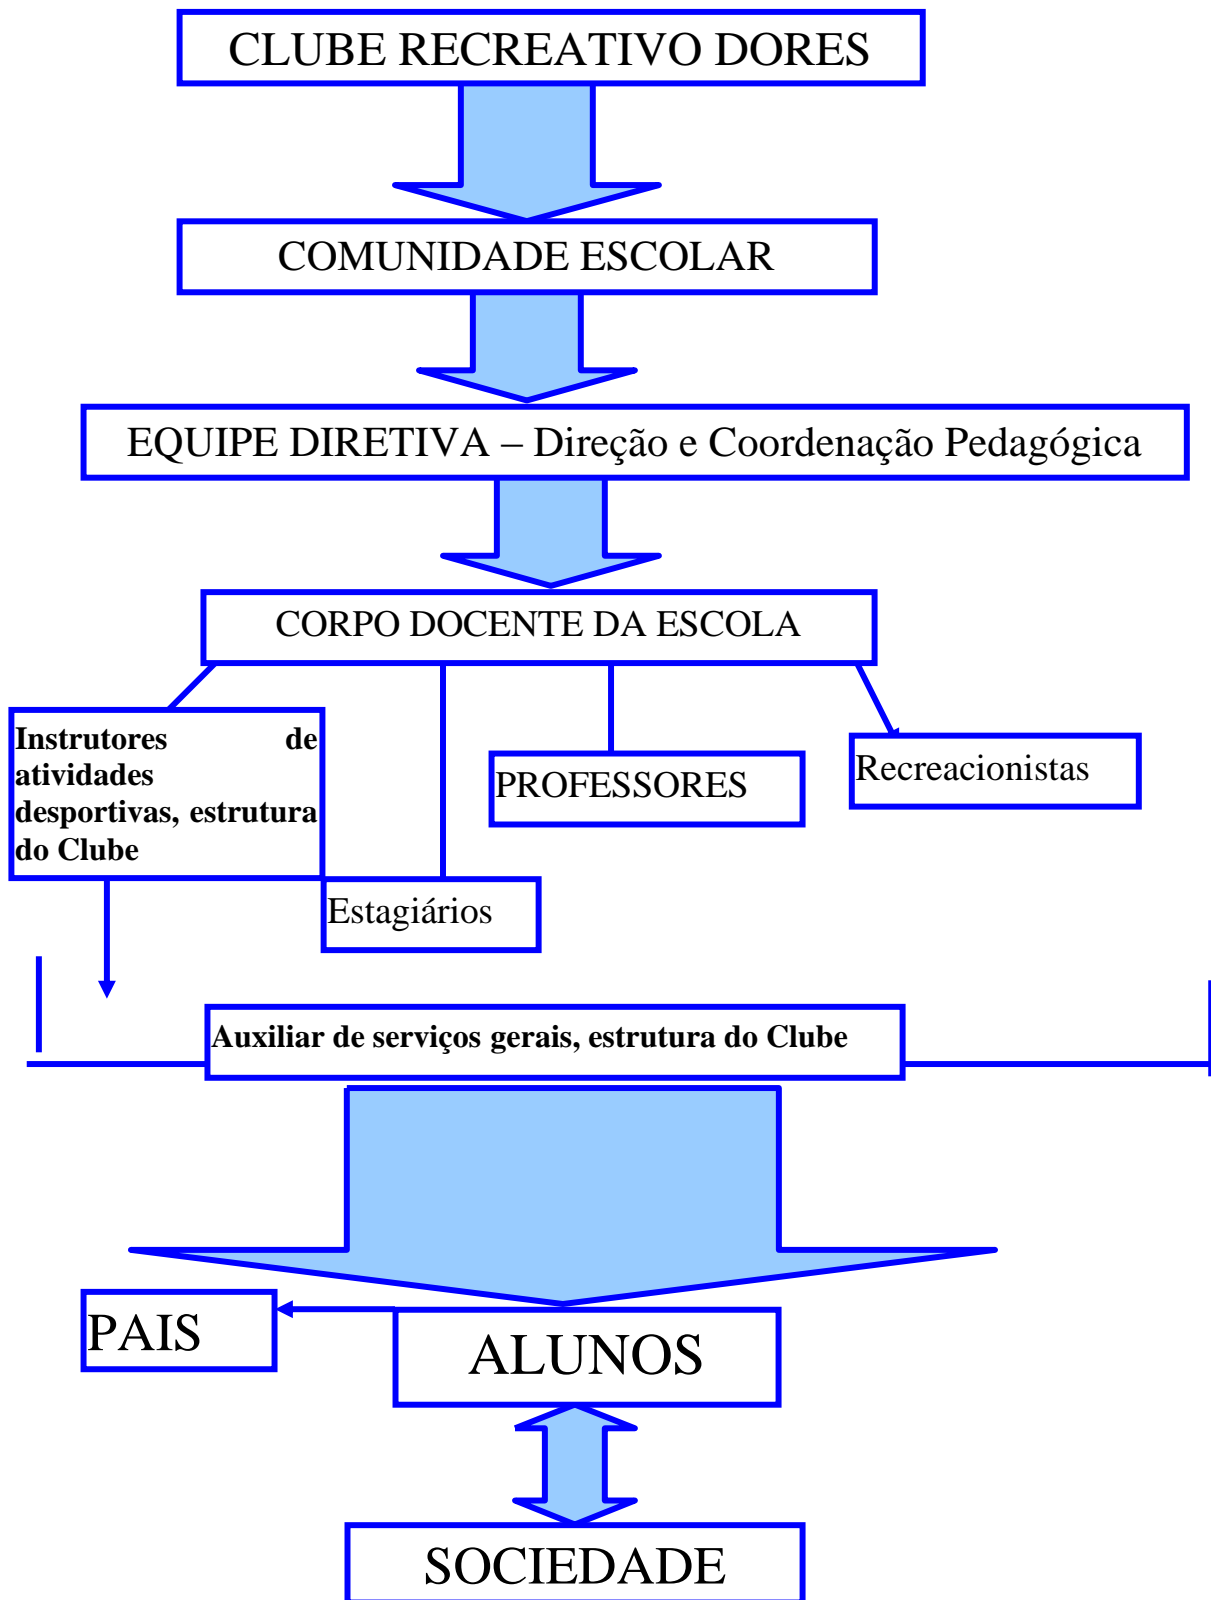 CLUBE RECREATIVO DORES
COMUNIDADE ESCOLAR
EQUIPE DIRETIVA – Direção e Coordenação Pedagógica
CORPO DOCENTE DA ESCOLA
Instrutores de
atividades
desportivas, estrutura
do Clube
PROFESSORES
Recreacionistas
Estagiários
Auxiliar de serviços gerais, estrutura do Clube
PAIS
ALUNOS
SOCIEDADE